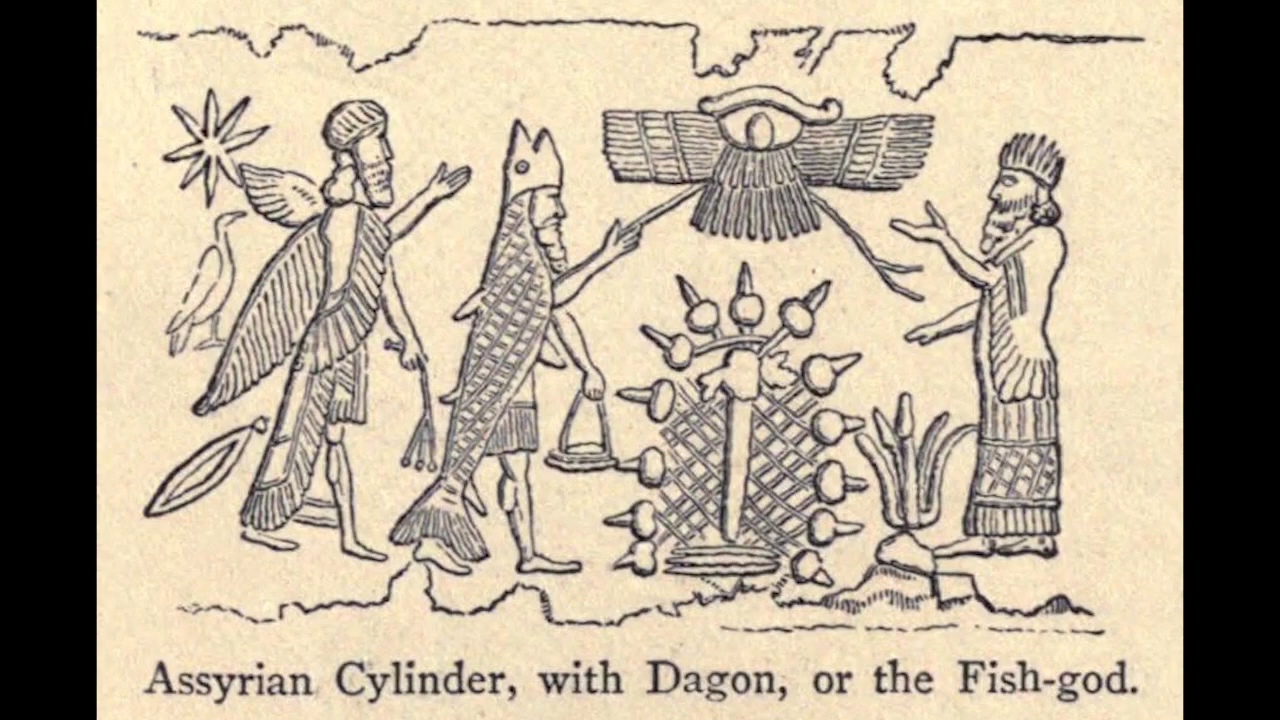 Assyrian Cylinder, with Dagon, or the Fish-god.